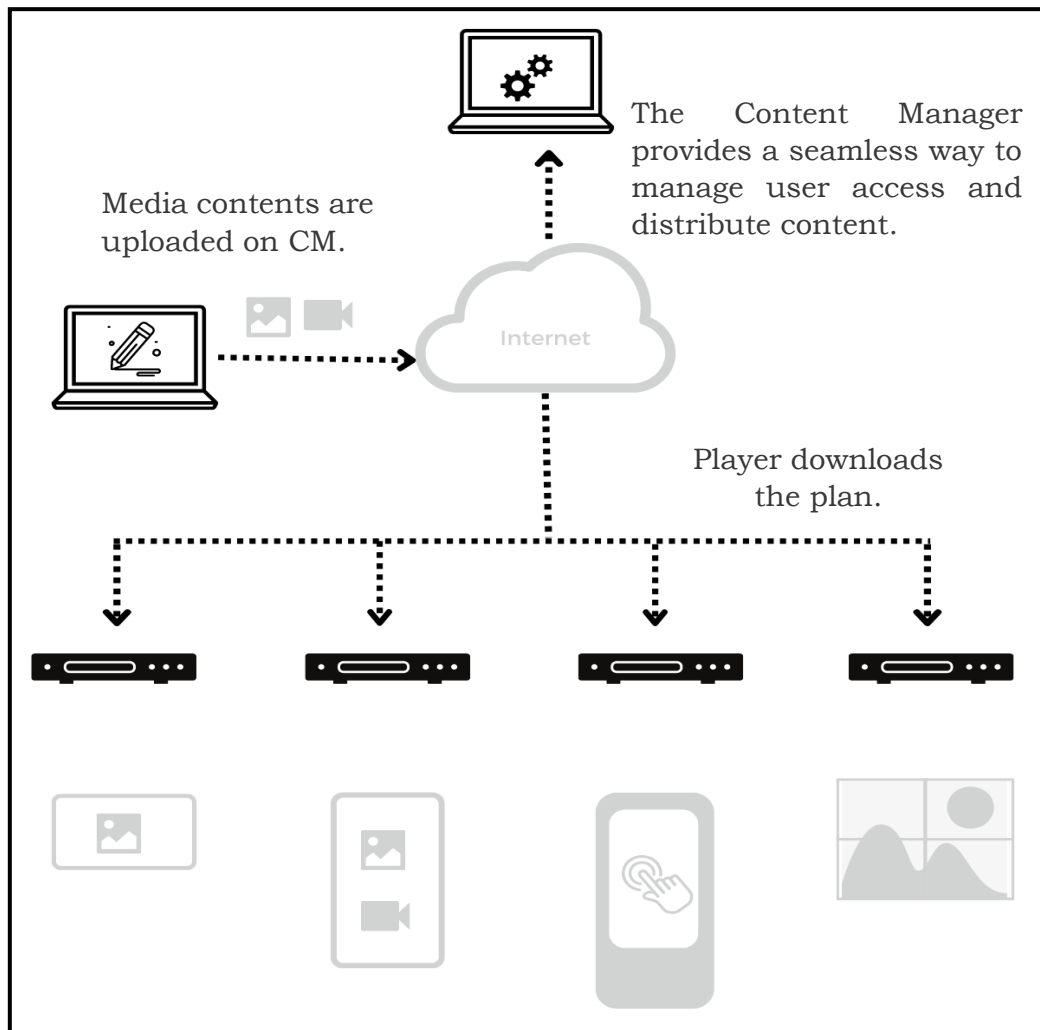 The Content Manager
provides a seamless way to
manage user access and
distribute content.
Media contents are
uploaded on CM.
Internet
Player downloads
the plan.